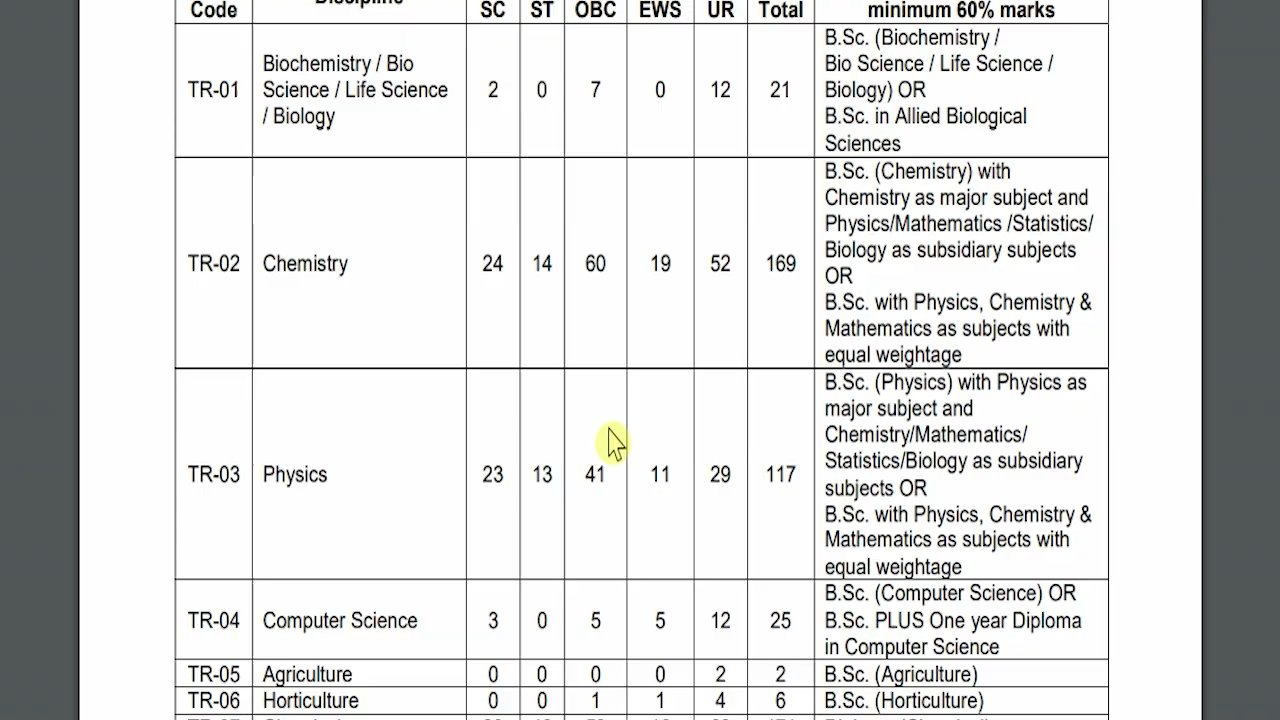 Code Discipline SC ST OBC EWS UR Total minimum 60% marks
TR-01 Biochemistry / Bio Science / Life Science / Biology 2 0 7 0 12 21 B.Sc. (Biochemistry /
Bio Science / Life Science /
Biology) OR
B.Sc. in Allied Biological
Sciences
TR-02 Chemistry 24 14 60 19 52 169 B.Sc. (Chemistry) with
Chemistry as major subject and
Physics/Mathematics /Statistics/
Biology as subsidiary subjects
OR
B.Sc. with Physics, Chemistry &
Mathematics as subjects with
equal weightage
TR-03 Physics 23 13 41 11 29 117 B.Sc. (Physics) with Physics as
major subject and
Chemistry/Mathematics/
Statistics/Biology as subsidiary
subjects OR
B.Sc. with Physics, Chemistry &
Mathematics as subjects with
equal weightage
TR-04 Computer Science 3 0 5 5 12 25 B.Sc. (Computer Science) OR
B.Sc. PLUS One year Diploma
in Computer Science
TR-05 Agriculture 0 0 0 0 2 2 B.Sc. (Agriculture)
TR-06 Horticulture 0 0 1 1 4 6 B.Sc. (Horticulture)